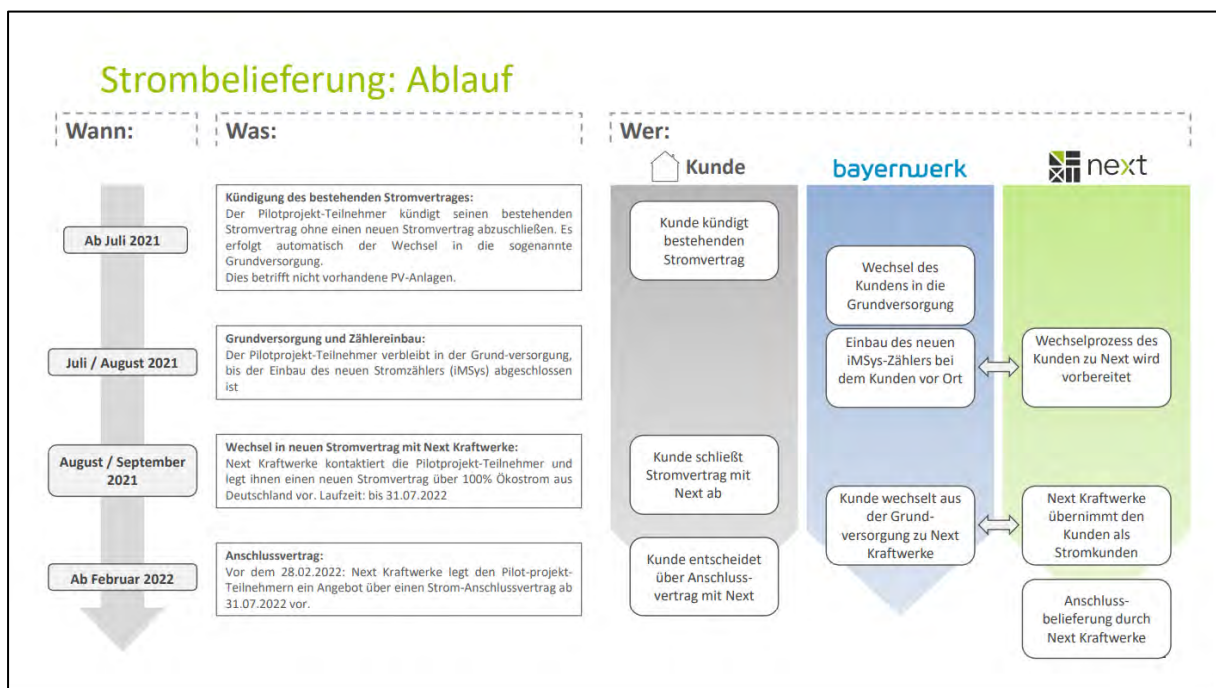 Strombelieferung: Ablauf
Wann:
Was:
Wer:
Kunde
bayernwerk
next
Ab Juli 2021
Kündigung des bestehenden Stromvertrages:
Der Pilotprojekt-Teilnehmer kündigt seinen bestehenden
Stromvertrag ohne einen neuen Stromvertrag abzuschließen. Es
erfolgt automatisch der Wechsel in die sogenannte
Grundversorgung.
Dies betrifft nicht vorhandene PV-Anlagen.
Kunde kündigt
bestehenden
Stromvertrag
Wechsel des
Kundens in die
Grundversorgung
Juli / August 2021
Grundversorgung und Zählereinbau:
Der Pilotprojekt-Teilnehmer verbleibt in der Grund-versorgung,
bis der Einbau des neuen Stromzählers (iMSys) abgeschlossen
ist
Einbau des neuen
iMSys-Zählers bei
dem Kunden vor Ort
Wechselprozess des
Kunden zu Next wird
vorbereitet
August / September
2021
Wechsel in neuen Stromvertrag mit Next Kraftwerke:
Next Kraftwerke kontaktiert die Pilotprojekt-Teilnehmer und
legt ihnen einen neuen Stromvertrag über 100% Ökostrom aus
Deutschland vor. Laufzeit: bis 31.07.2022
Kunde schließt
Stromvertrag mit
Next ab
Kunde wechselt aus
der Grund-
versorgung zu Next
Kraftwerke
Next Kraftwerke
übernimmt den
Kunden als
Stromkunden
Ab Februar 2022
Anschlussvertrag:
Vor dem 28.02.2022: Next Kraftwerke legt den Pilot-projekt-
Teilnehmern ein Angebot über einen Strom-Anschlussvertrag ab
31.07.2022 vor.
Kunde entscheidet
über Anschluss-
vertrag mit Next
Anschluss-
belieferung durch
Next Kraftwerke